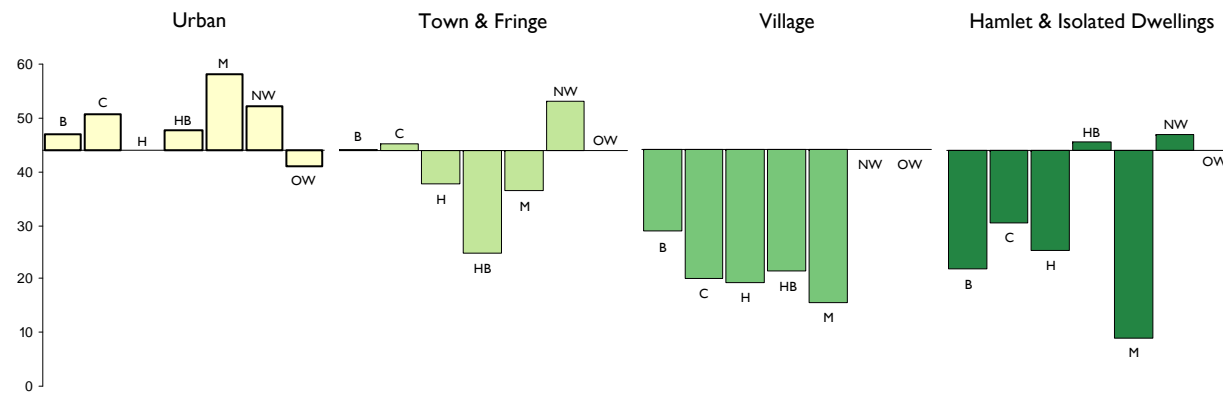 Urban
Town & Fringe
Village
Hamlet & Isolated Dwellings
60
50
40
30
20
10
0
B
C
H
HB
M
NW
OW
B
C
H
HB
M
NW
OW
B
C
H
HB
M
NW
OW
B
C
H
HB
M
NW
OW